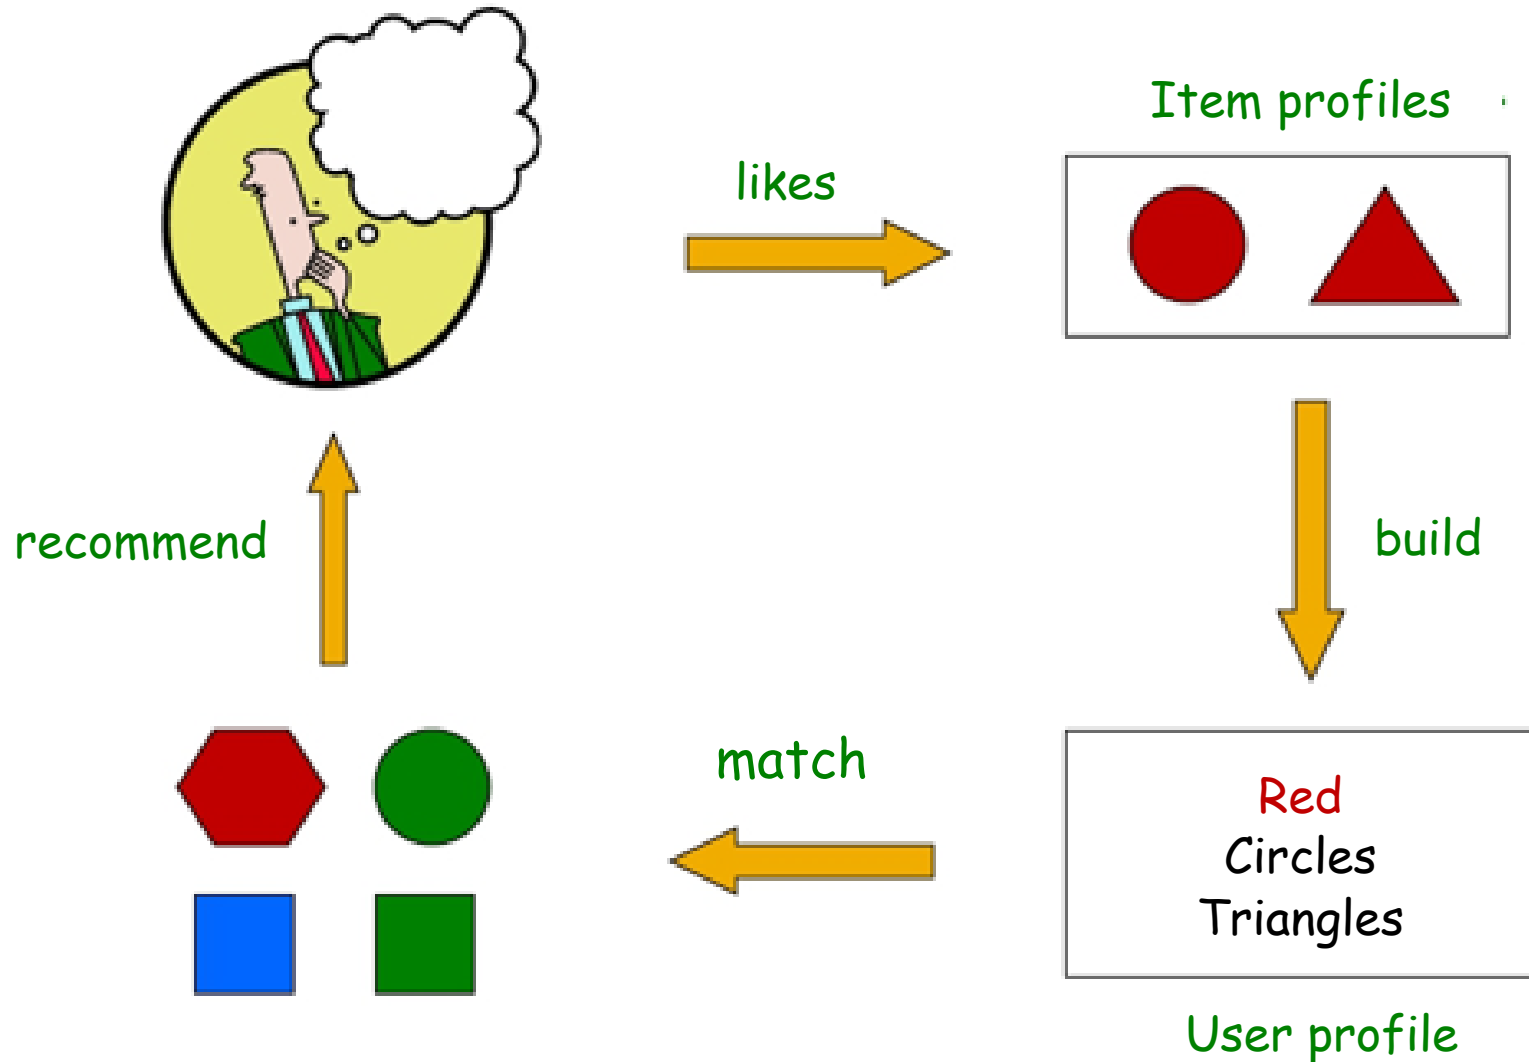 Item profiles
likes
recommend
build
match
Red
Circles
Triangles
User profile